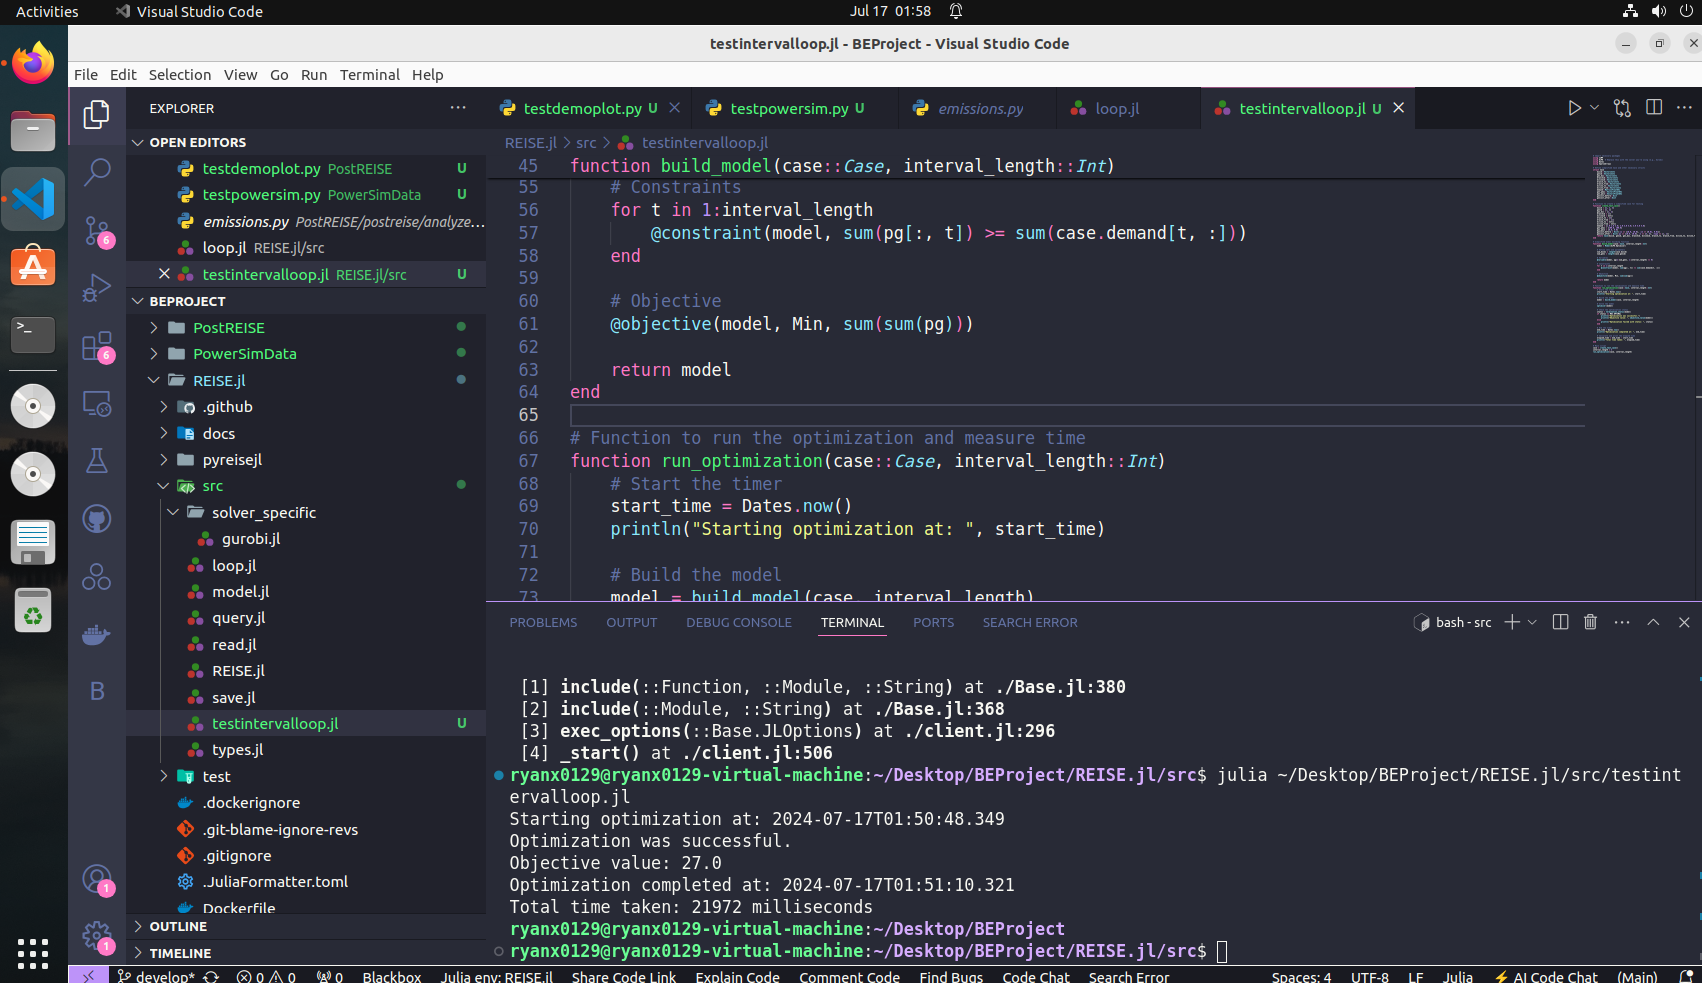 Activities
Visual Studio Code
Jul 17 01:58
testintervalloop.jl - BEProject - Visual Studio Code
File Edit Selection View Go Run Terminal Help
EXPLORER
testdemoplot.py U
testpowersim.py U
emissions.py
loop.jl
testintervalloop.jl U
OPEN EDITORS
testdemoplot.py PostREISE U
testpowersim.py PowerSimData U
emissions.py PostREISE/postreise/analyze...
loop.jl REISE.jl/src
testintervalloop.jl REISE.jl/src U
BEPROJECT
PostREISE
PowerSimData
REISE.jl
.github
docs
pyreisejl
src
solver_specific
gurobi.jl
loop.jl
model.jl
query.jl
read.jl
REISE.jl
save.jl
testintervalloop.jl U
types.jl
test
.dockerignore
.git-blame-ignore-revs
.gitignore
.JuliaFormatter.toml
Dockerfile
OUTLINE
TIMELINE
6
6
B
1
1
REISE.jl > src > testintervalloop.jl
45 function build_model(case::Case, interval_length::Int)
55 # Constraints
56 for t in 1:interval_length
57 @constraint(model, sum(pg[:, t]) >= sum(case.demand[t, :]))
58 end
59
60 # Objective
61 @objective(model, Min, sum(sum(pg)))
62
63 return model
64 end
65
66 # Function to run the optimization and measure time
67 function run_optimization(case::Case, interval_length::Int)
68 # Start the timer
69 start_time = Dates.now()
70 println("Starting optimization at: ", start_time)
71
72 # Build the model
73 model = build_model(case, interval_length)
PROBLEMS OUTPUT DEBUG CONSOLE TERMINAL PORTS SEARCH ERROR
bash - src
[1] include(::Function, ::Module, ::String) at ./Base.jl:380
[2] include(::Module, ::String) at ./Base.jl:368
[3] exec_options(::Base.JLOptions) at ./client.jl:296
[4] _start() at ./client.jl:506
ryanx0129@ryanx0129-virtual-machine:~/Desktop/BEProject/REISE.jl/src$ julia ~/Desktop/BEProject/REISE.jl/src/testint
ervalloop.jl
Starting optimization at: 2024-07-17T01:50:48.349
Optimization was successful.
Objective value: 27.0
Optimization completed at: 2024-07-17T01:51:10.321
Total time taken: 21972 milliseconds
ryanx0129@ryanx0129-virtual-machine:~/Desktop/BEProject
ryanx0129@ryanx0129-virtual-machine:~/Desktop/BEProject/REISE.jl/src$
develop* 0 0 0 Blackbox Julia env: REISE.jl Share Code Link Explain Code Comment Code Find Bugs Code Chat Search Error Spaces: 4 UTF-8 LF Julia AI Code Chat (Main)